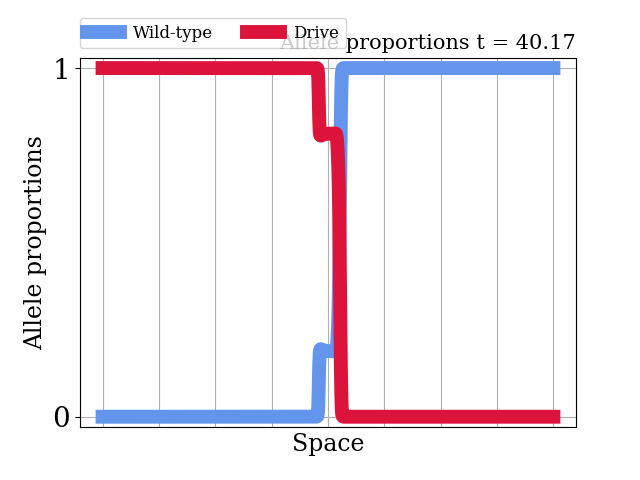 Wild-type Drive
Allele proportions t = 40.17
1
Allele proportions
0
Space